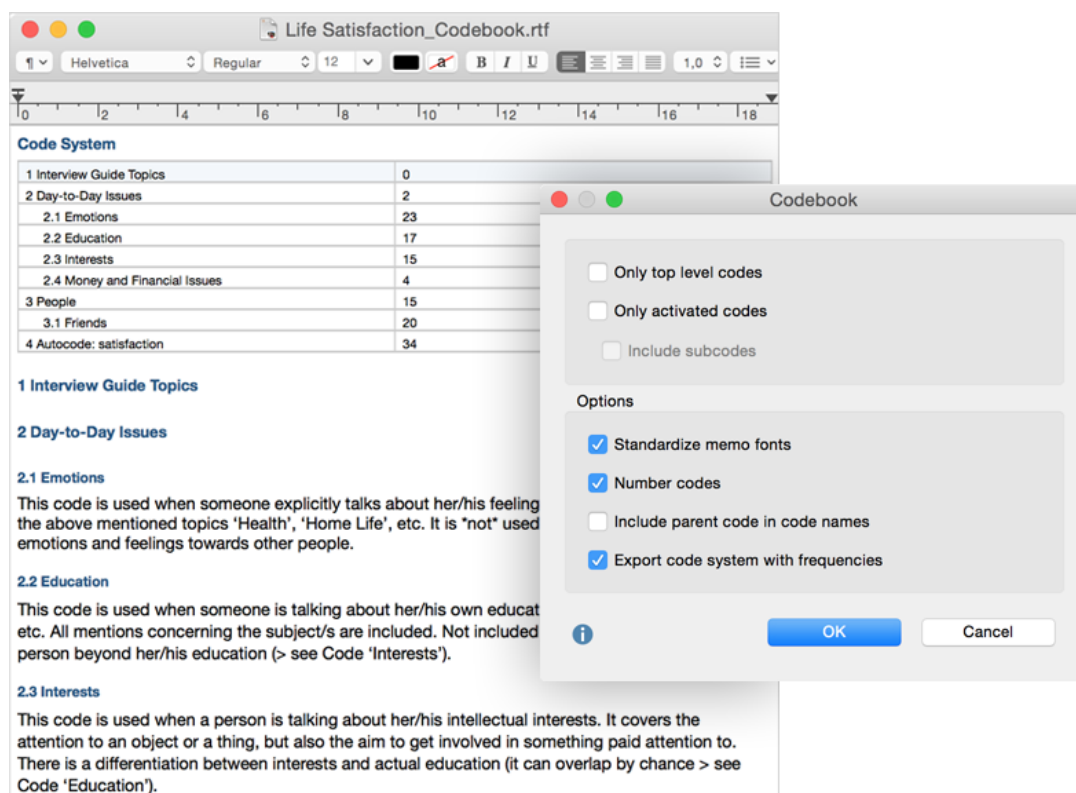 Life Satisfaction_Codebook.rtf
¶ Helvetica Regular 12 a B I U 1,0
0 2 4 6 8 10 12 14 16 18
Code System
1 Interview Guide Topics 0
2 Day-to-Day Issues 2
2.1 Emotions 23
2.2 Education 17
2.3 Interests 15
2.4 Money and Financial Issues 4
3 People 15
3.1 Friends 20
4 Autocode: satisfaction 34
1 Interview Guide Topics
2 Day-to-Day Issues
2.1 Emotions
This code is used when someone explicitly talks about her/his feeling
the above mentioned topics ‘Health’, ‘Home Life’, etc. It is *not* used
emotions and feelings towards other people.
2.2 Education
This code is used when someone is talking about her/his own educat
etc. All mentions concerning the subject/s are included. Not included
person beyond her/his education (> see Code ‘Interests’).
2.3 Interests
This code is used when a person is talking about her/his intellectual interests. It covers the
attention to an object or a thing, but also the aim to get involved in something paid attention to.
There is a differentiation between interests and actual education (it can overlap by chance > see
Code ‘Education’).
Codebook
Only top level codes
Only activated codes
Include subcodes
Options
Standardize memo fonts
Number codes
Include parent code in code names
Export code system with frequencies
i
OK Cancel